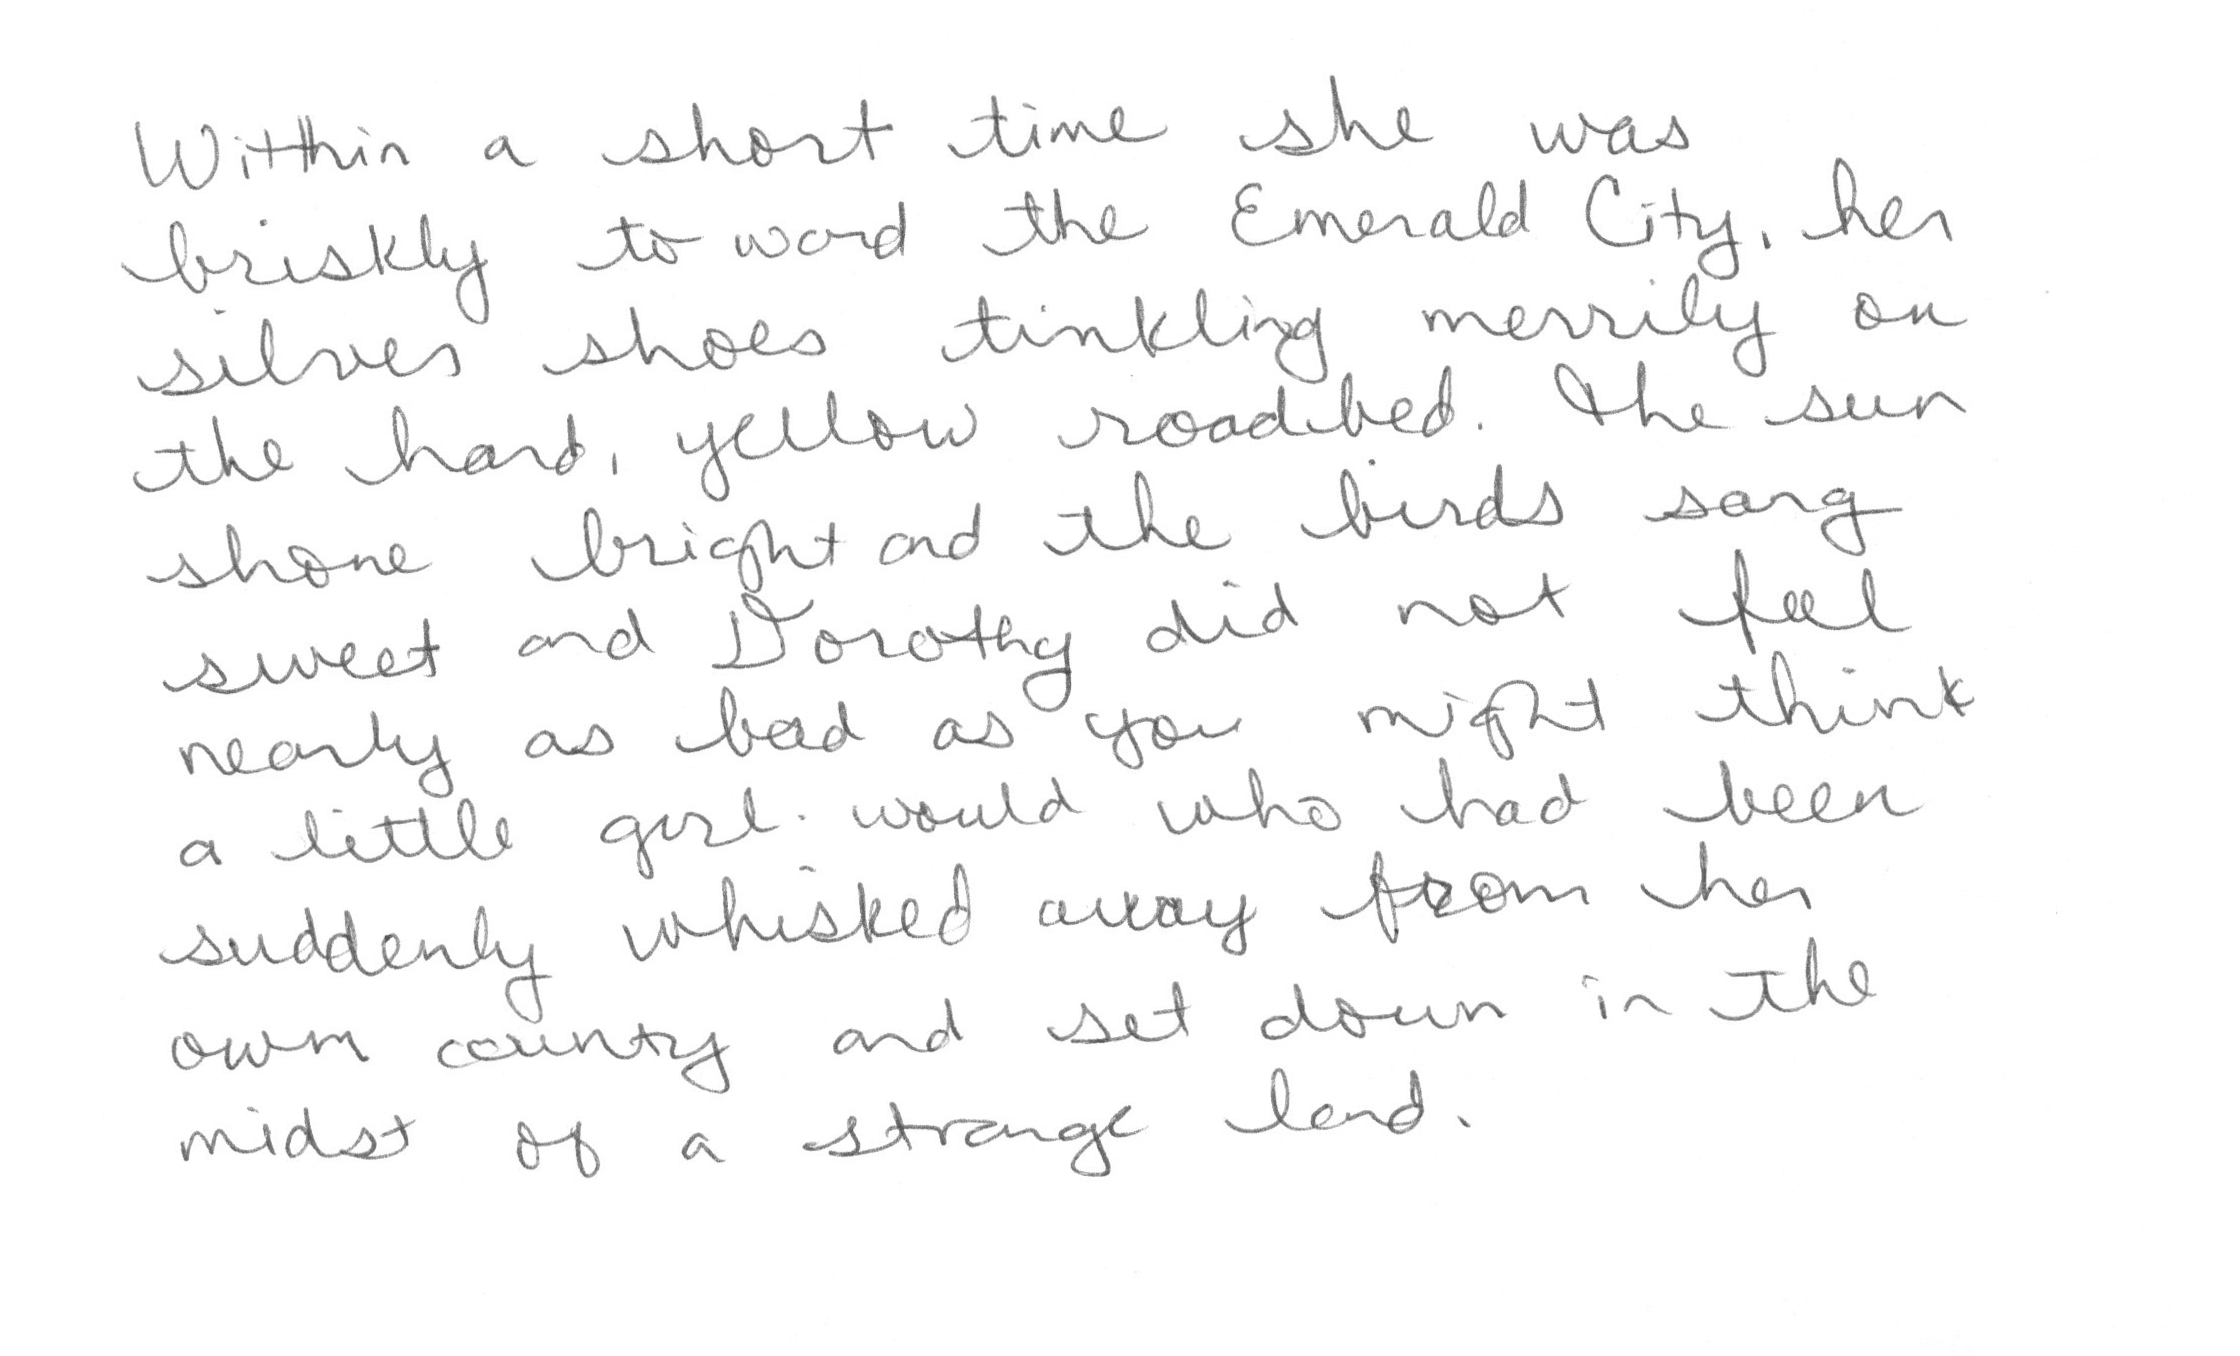 Within a short time she was
briskly to word the Emerald City, her
silver shoes tinkling merrily on
the hard, yellow roadbed. The sun
shone bright and the birds sang
sweet and Dorothy did not feel
nearly as bad as you might think
a little girl. would who had been
suddenly whisked away from her
own county and set down in the
midst of a strange land.